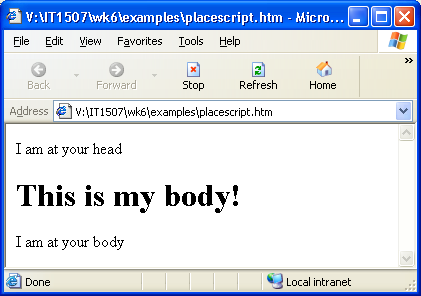 V:\IT1507\wk6\examples\placescript.htm - Micro...
File Edit View Favorites Tools Help
Back Forward Stop Refresh Home »
Address V:\IT1507\wk6\examples\placescript.htm
I am at your head
This is my body!
I am at your body
Done Local intranet